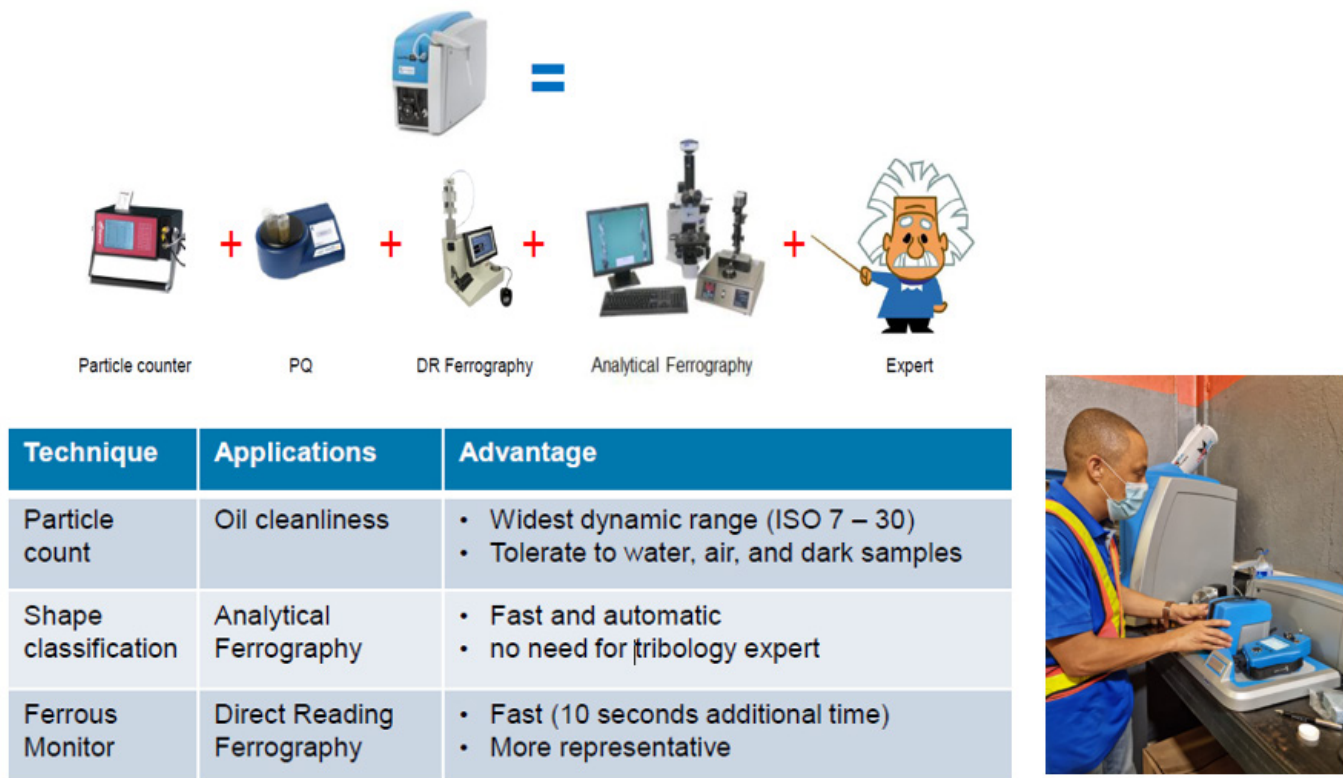 =
+ + + +
Particle counter PQ DR Ferrography Analytical Ferrography Expert
Technique Applications Advantage
Particle Oil cleanliness • Widest dynamic range (ISO 7 – 30)
count • Tolerate to water, air, and dark samples
Shape Analytical • Fast and automatic
classification Ferrography • no need for tribology expert
Ferrous Direct Reading • Fast (10 seconds additional time)
Monitor Ferrography • More representative